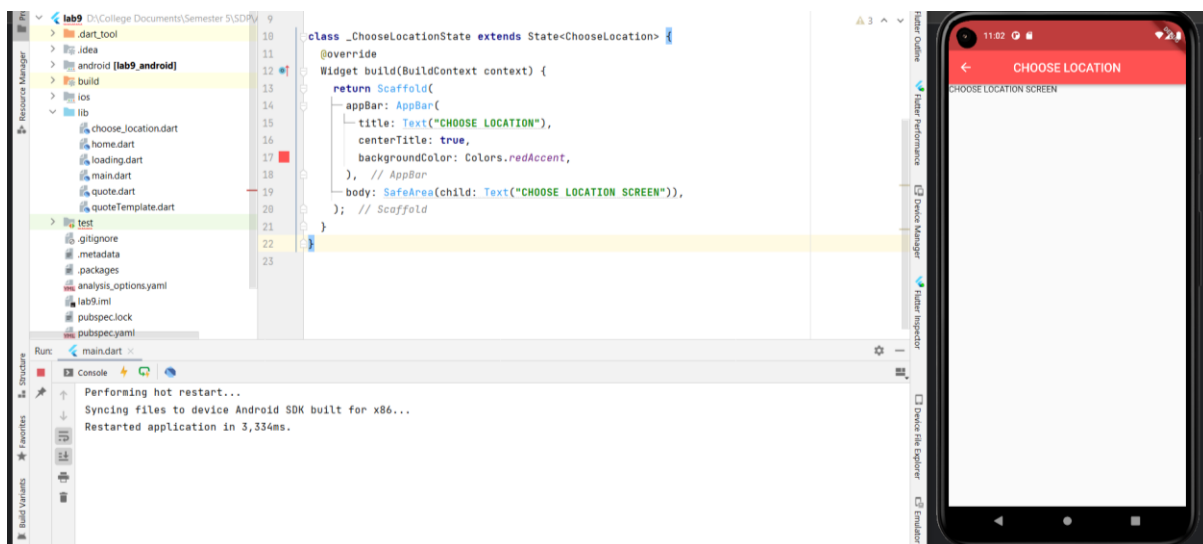 lab9 D:\College Documents\Semester 5\SDP\
.dart_tool
.idea
android [lab9_android]
build
ios
lib
choose_location.dart
home.dart
loading.dart
main.dart
quote.dart
quoteTemplate.dart
test
.gitignore
.metadata
.packages
analysis_options.yaml
lab9.iml
pubspec.lock
pubspec.yaml
Resource Manager
Structure
Favorites
Build Variants
9
10 class _ChooseLocationState extends State<ChooseLocation> {
11 @override
12 Widget build(BuildContext context) {
13 return Scaffold(
14 appBar: AppBar(
15 title: Text("CHOOSE LOCATION"),
16 centerTitle: true,
17 backgroundColor: Colors.redAccent,
18 ), // AppBar
19 body: SafeArea(child: Text("CHOOSE LOCATION SCREEN")),
20 ); // Scaffold
21 }
22 }
23
3
Flutter Outline
Flutter Performance
Device Manager
Flutter Inspector
Device File Explorer
Emulator
Run: main.dart
Console
Performing hot restart...
Syncing files to device Android SDK built for x86...
Restarted application in 3,334ms.
11:02
CHOOSE LOCATION
CHOOSE LOCATION SCREEN